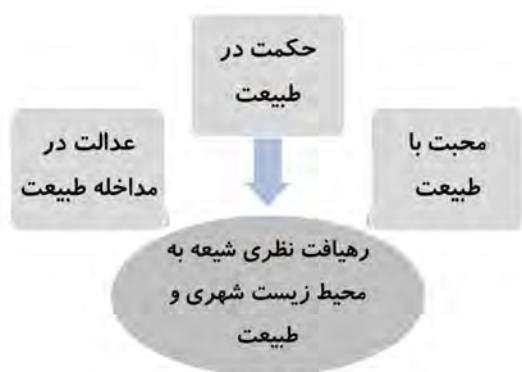 حکمت در
طبیعت
محبت با
طبیعت
عدالت در
مداخله طبیعت
رهیافت نظری شیعه به
محیط زیست شهری و
طبیعت